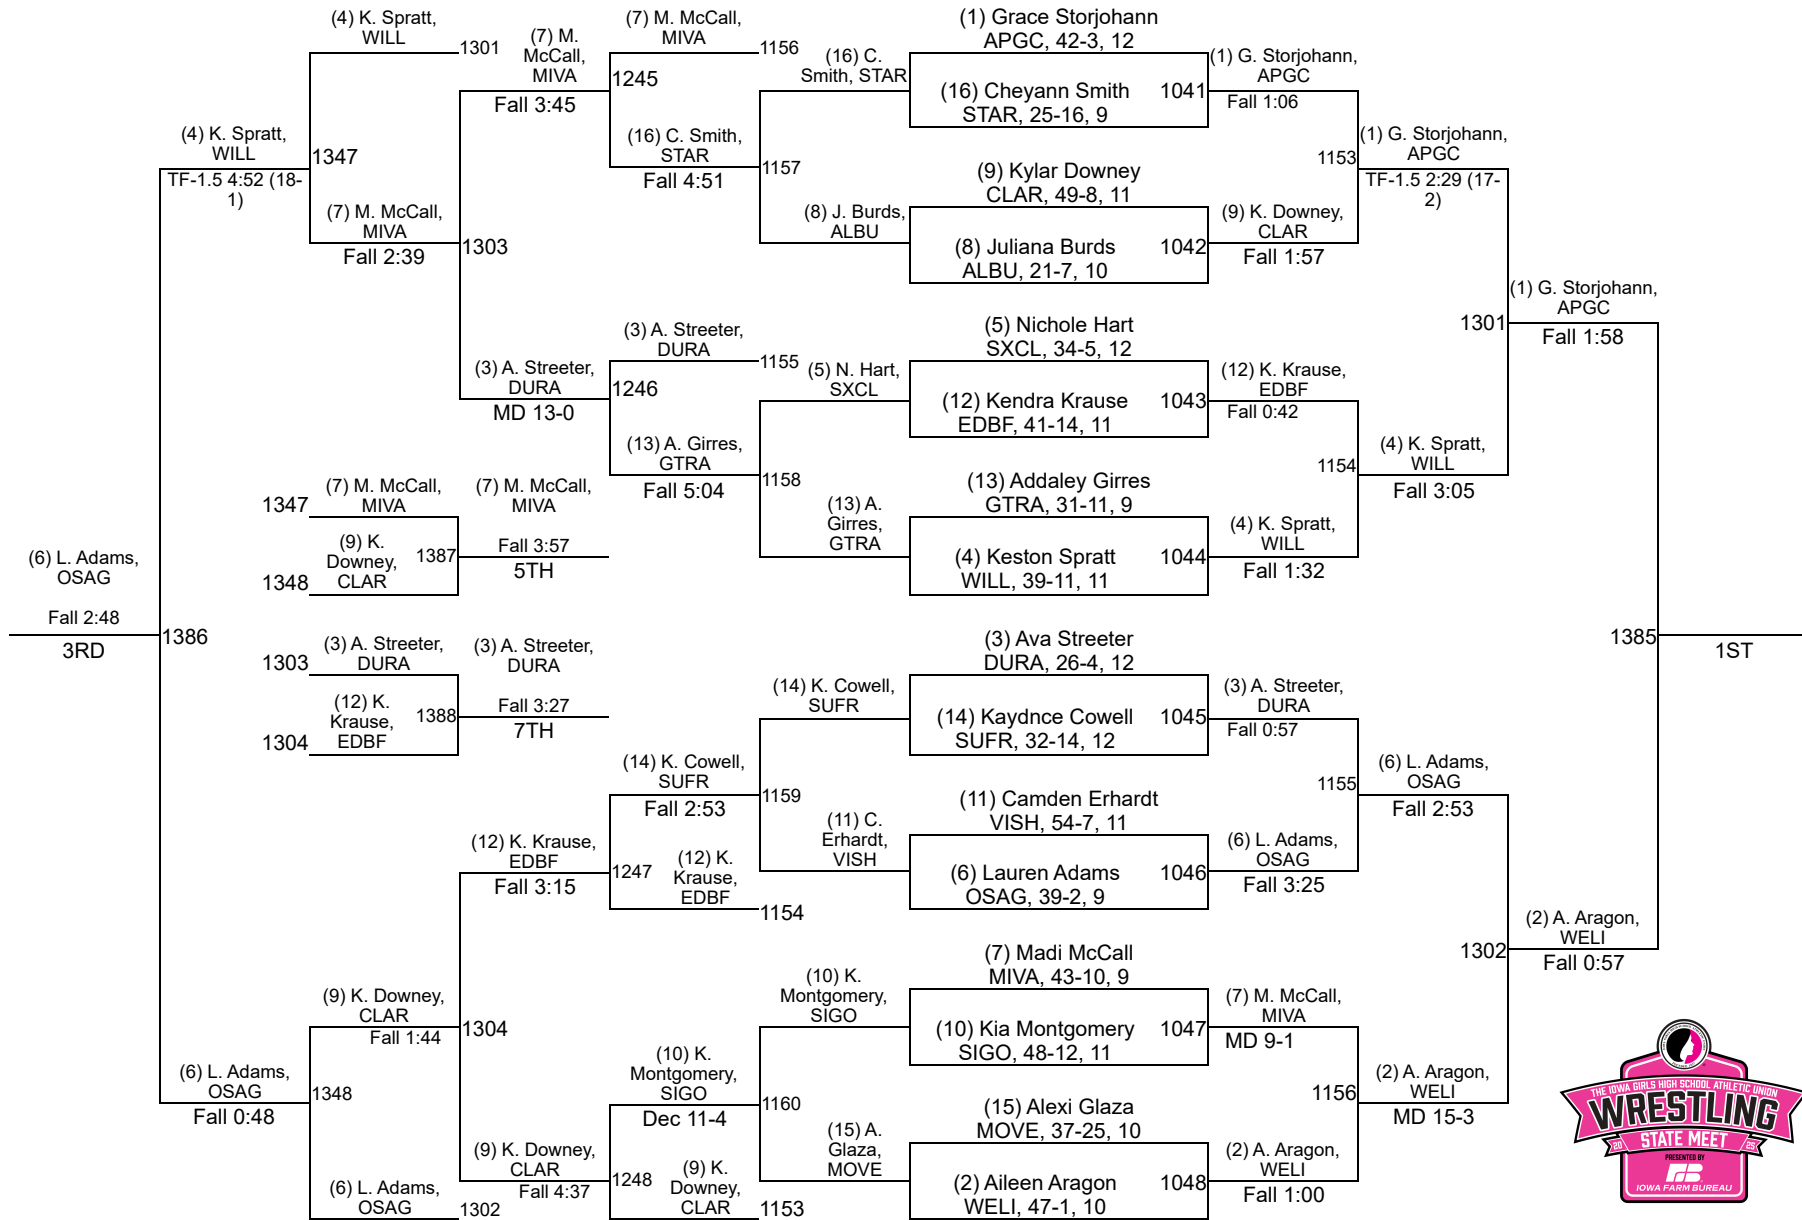 (4) K. Spratt,
WILL
1301
(7) M.
McCall,
MIVA
Fall 3:45
(7) M. McCall,
MIVA
1156
1245
(16) C. Smith,
STAR
Fall 4:51
1157
(16) C.
Smith, STAR
(8) J. Burds,
ALBU
(1) Grace Storjohann
APGC, 42-3, 12
(16) Cheyann Smith
STAR, 25-16, 9
1041
(9) Kylar Downey
CLAR, 49-8, 11
(8) Juliana Burds
ALBU, 21-7, 10
1042
(1) G. Storjohann,
APGC
Fall 1:06
(9) K. Downey,
CLAR
Fall 1:57
1153
(1) G. Storjohann,
APGC
TF-1.5 2:29 (17-
2)
(4) K. Spratt,
WILL
TF-1.5 4:52 (18-
1)
1347
(7) M. McCall,
MIVA
Fall 2:39
1303
(3) A. Streeter,
DURA
MD 13-0
(3) A. Streeter,
DURA
1155
1246
(13) A. Girres,
GTRA
Fall 5:04
1158
(5) N. Hart,
SXCL
(13) A.
Girres,
GTRA
(5) Nichole Hart
SXCL, 34-5, 12
(12) Kendra Krause
EDBF, 41-14, 11
1043
(13) Addaley Girres
GTRA, 31-11, 9
(4) Keston Spratt
WILL, 39-11, 11
1044
(12) K. Krause,
EDBF
Fall 0:42
(4) K. Spratt,
WILL
Fall 1:32
1154
(4) K. Spratt,
WILL
Fall 3:05
1301
(1) G. Storjohann,
APGC
Fall 1:58
1347
(7) M. McCall,
MIVA
1348
(9) K.
Downey,
CLAR
1387
(7) M. McCall,
MIVA
Fall 3:57
5TH
(6) L. Adams,
OSAG
Fall 2:48
3RD
1386
1303
(3) A. Streeter,
DURA
1304
(12) K.
Krause,
EDBF
1388
(3) A. Streeter,
DURA
Fall 3:27
7TH
1385
1ST
(14) K. Cowell,
SUFR
(11) C.
Erhardt,
VISH
(14) K. Cowell,
SUFR
Fall 2:53
1159
(12) K. Krause,
EDBF
Fall 3:15
1247
(12) K.
Krause,
EDBF
1154
(3) Ava Streeter
DURA, 26-4, 12
(14) Kaydnce Cowell
SUFR, 32-14, 12
1045
(11) Camden Erhardt
VISH, 54-7, 11
(6) Lauren Adams
OSAG, 39-2, 9
1046
(3) A. Streeter,
DURA
Fall 0:57
(6) L. Adams,
OSAG
Fall 3:25
1155
(6) L. Adams,
OSAG
Fall 2:53
1302
(2) A. Aragon,
WELI
Fall 0:57
(9) K. Downey,
CLAR
Fall 1:44
1304
(6) L. Adams,
OSAG
Fall 0:48
1348
(6) L. Adams,
OSAG
1302
(9) K. Downey,
CLAR
Fall 4:37
(10) K.
Montgomery,
SIGO
Dec 11-4
1248
(9) K.
Downey,
CLAR
1153
(10) K.
Montgomery,
SIGO
1160
(15) A.
Glaza,
MOVE
(7) Madi McCall
MIVA, 43-10, 9
(10) Kia Montgomery
SIGO, 48-12, 11
1047
(15) Alexi Glaza
MOVE, 37-25, 10
(2) Aileen Aragon
WELI, 47-1, 10
1048
(7) M. McCall,
MIVA
MD 9-1
(2) A. Aragon,
WELI
Fall 1:00
1156
(2) A. Aragon,
WELI
MD 15-3
THE IOWA GIRLS HIGH SCHOOL ATHLETIC UNION
WRESTLING
20 STATE MEET 25
PRESENTED BY
FB
IOWA FARM BUREAU